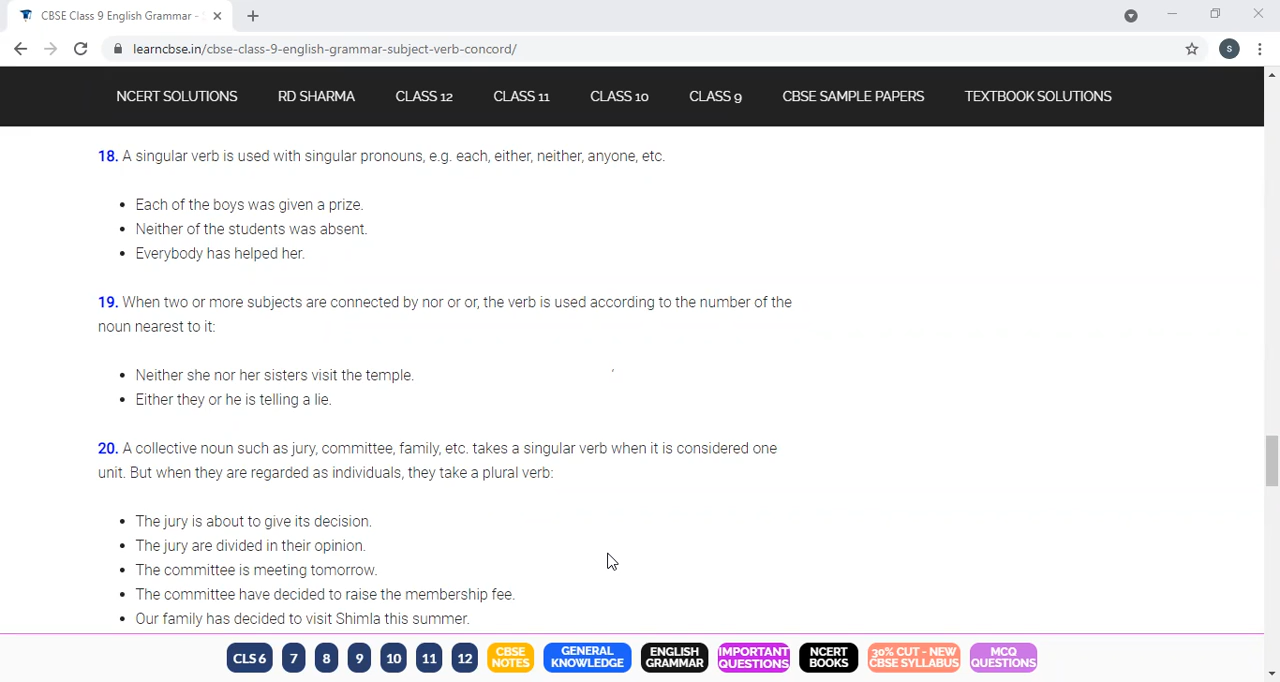 CBSE Class 9 English Grammar -
learncbse.in/cbse-class-9-english-grammar-subject-verb-concord/
S
NCERT SOLUTIONS RD SHARMA CLASS 12 CLASS 11 CLASS 10 CLASS 9 CBSE SAMPLE PAPERS TEXTBOOK SOLUTIONS
18. A singular verb is used with singular pronouns, e.g. each, either, neither, anyone, etc.
• Each of the boys was given a prize.
• Neither of the students was absent.
• Everybody has helped her.
19. When two or more subjects are connected by nor or or, the verb is used according to the number of the
noun nearest to it:
• Neither she nor her sisters visit the temple.
• Either they or he is telling a lie.
20. A collective noun such as jury, committee, family, etc. takes a singular verb when it is considered one
unit. But when they are regarded as individuals, they take a plural verb:
• The jury is about to give its decision.
• The jury are divided in their opinion.
• The committee is meeting tomorrow.
• The committee have decided to raise the membership fee.
• Our family has decided to visit Shimla this summer.
CLS 6 7 8 9 10 11 12 CBSE NOTES GENERAL KNOWLEDGE ENGLISH GRAMMAR IMPORTANT QUESTIONS NCERT BOOKS 30% CUT - NEW CBSE SYLLABUS MCQ QUESTIONS